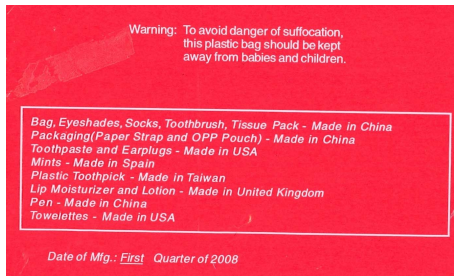 Warning: To avoid danger of suffocation,
this plastic bag should be kept
away from babies and children.
Bag, Eyeshades, Socks, Toothbrush, Tissue Pack - Made in China
Packaging(Paper Strap and OPP Pouch) - Made in China
Toothpaste and Earplugs - Made in USA
Mints - Made in Spain
Plastic Toothpick - Made in Taiwan
Lip Moisturizer and Lotion - Made in United Kingdom
Pen - Made in China
Towelettes - Made in USA
Date of Mfg.: First Quarter of 2008